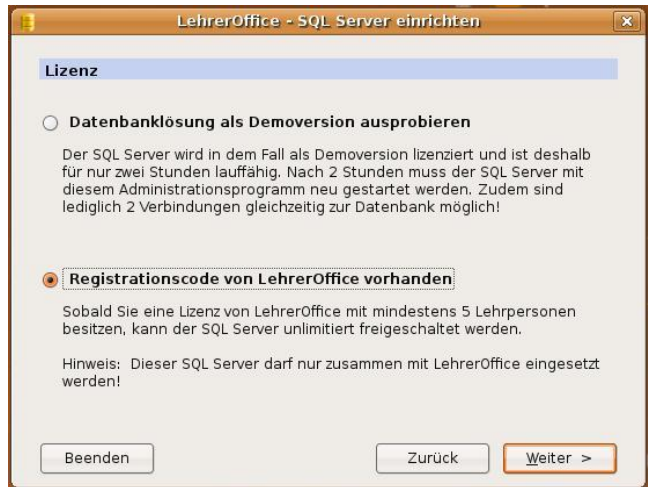 LehrerOffice - SQL Server einrichten
Lizenz
Datenbanklösung als Demoversion ausprobieren
Der SQL Server wird in dem Fall als Demoversion lizenziert und ist deshalb
für nur zwei Stunden lauffähig. Nach 2 Stunden muss der SQL Server mit
diesem Administrationsprogramm neu gestartet werden. Zudem sind
lediglich 2 Verbindungen gleichzeitig zur Datenbank möglich!
Registrationscode von LehrerOffice vorhanden
Sobald Sie eine Lizenz von LehrerOffice mit mindestens 5 Lehrpersonen
besitzen, kann der SQL Server unlimitiert freigeschaltet werden.
Hinweis: Dieser SQL Server darf nur zusammen mit LehrerOffice eingesetzt
werden!
Beenden
Zurück
Weiter >